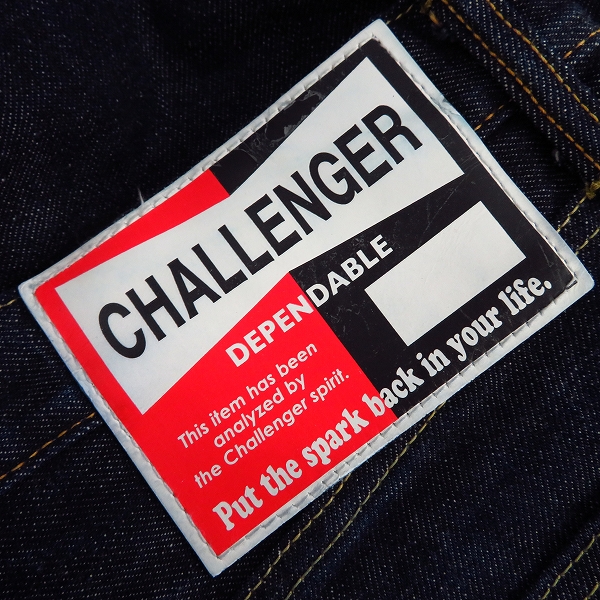 CHALLENGER
DEPENDABLE
This item has been
analyzed by
the Challenger spirit.
Put the spark back in your life.